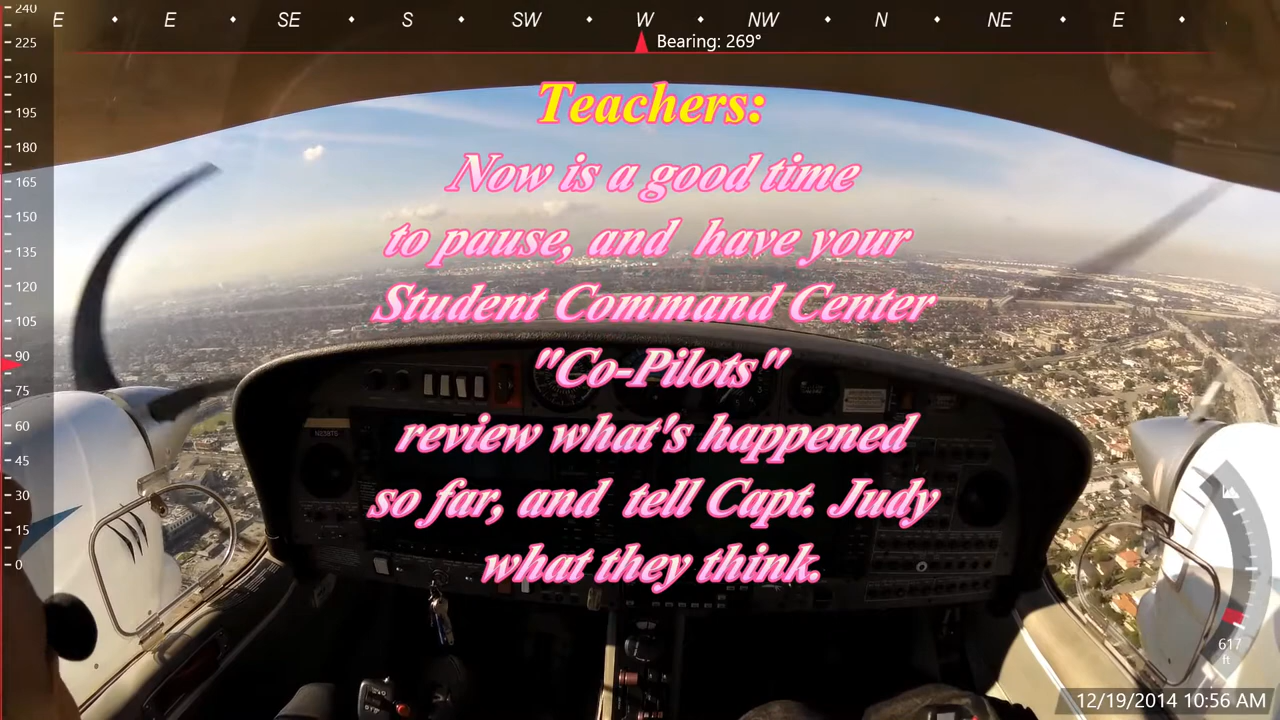 E E SE S SW W NW N NE E
Bearing: 269°
240
225
210
195
180
165
150
135
120
105
90
75
60
45
30
15
0
Teachers:
Now is a good time
to pause, and have your
Student Command Center
"Co-Pilots"
review what's happened
so far, and tell Capt. Judy
what they think.
617
ft
12/19/2014 10:56 AM